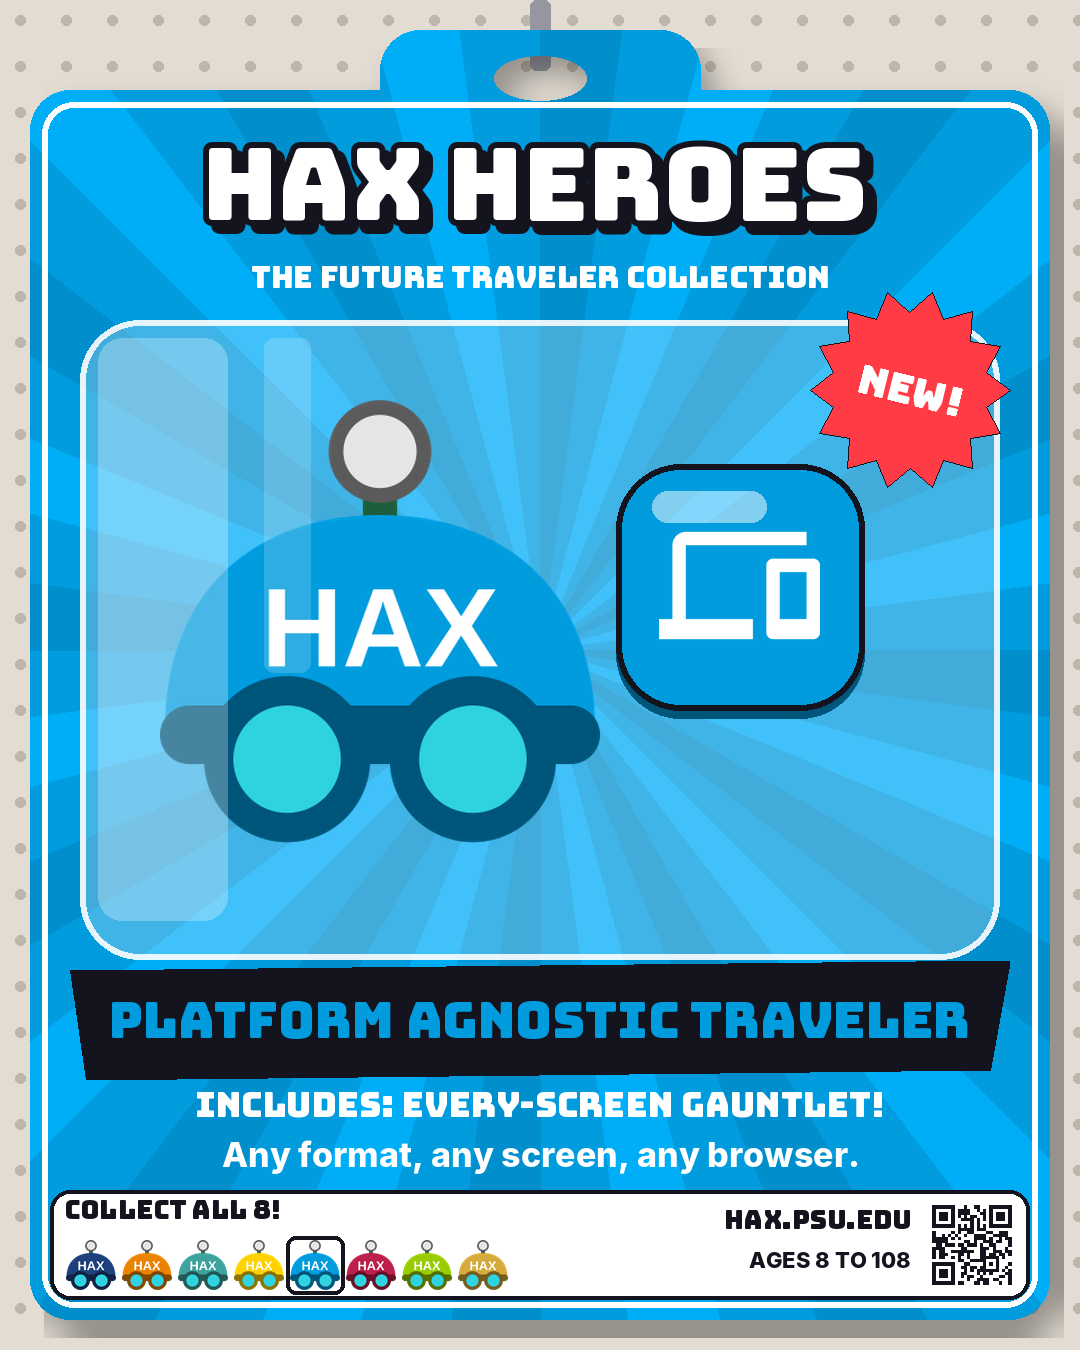 HAX HEROES
THE FUTURE TRAVELER COLLECTION
NEW!
HAX
PLATFORM AGNOSTIC TRAVELER
INCLUDES: EVERY-SCREEN GAUNTLET!
Any format, any screen, any browser.
COLLECT ALL 8!
HAX HAX HAX HAX HAX HAX HAX HAX
HAX.PSU.EDU
AGES 8 TO 108